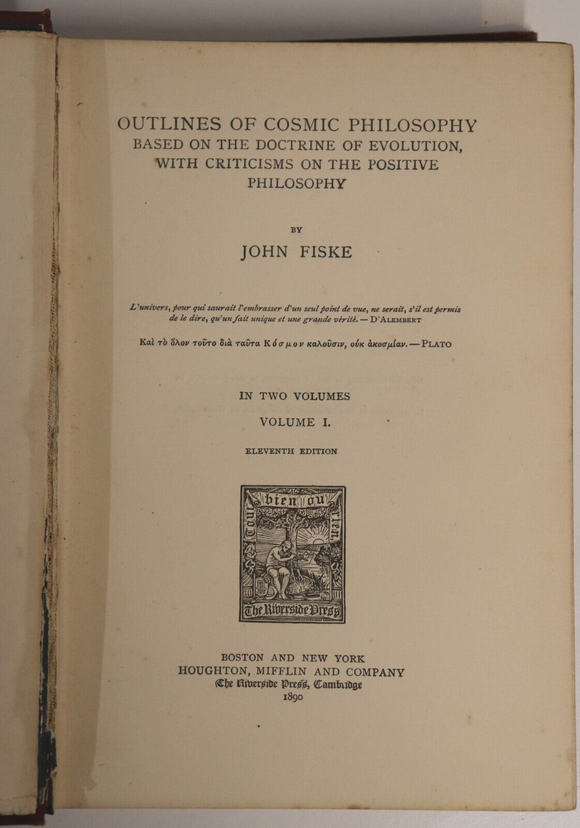 OUTLINES OF COSMIC PHILOSOPHY
BASED ON THE DOCTRINE OF EVOLUTION,
WITH CRITICISMS ON THE POSITIVE
PHILOSOPHY
BY
JOHN FISKE
L'univers, pour qui saurait l'embrasser d'un seul point de vue, ne serait, s'il est permis
de le dire, qu'un fait unique et une grande vérité. — D'ALEMBERT
Καὶ τὸ ὅλον τοῦτο διὰ ταῦτα Κόσμον καλοῦσιν, οὐκ ἀκοσμίαν. — PLATO
IN TWO VOLUMES
VOLUME I.
ELEVENTH EDITION
Tout bien ou rien
The Riverside Press
BOSTON AND NEW YORK
HOUGHTON, MIFFLIN AND COMPANY
The Riverside Press, Cambridge
1890